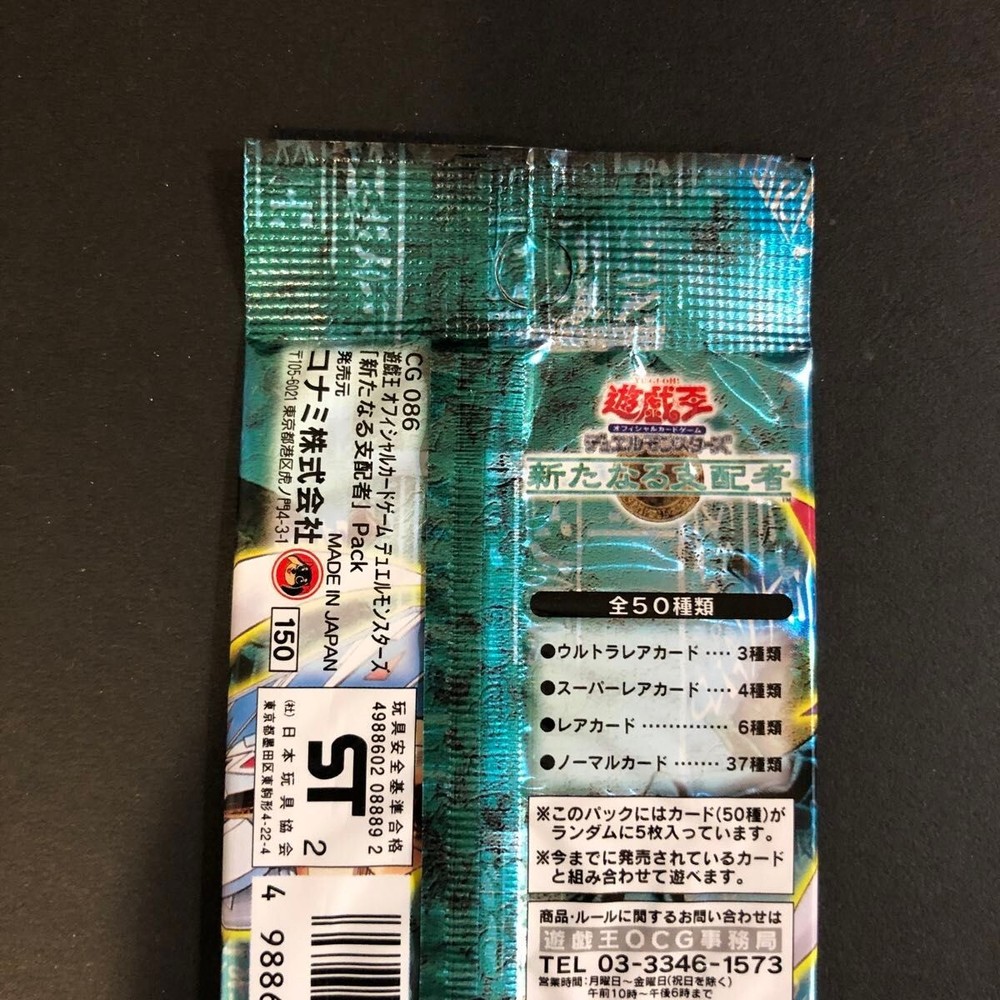 CG 086
遊戯王 オフィシャルカードゲーム デュエルモンスターズ
「新たなる支配者」Pack
発売元
コナミ株式会社
〒105-6021 東京都港区虎ノ門4-3-1
MADE IN JAPAN
150
玩具安全基準合格
4988602 08889 2
ST
2
(社)日本玩具協会
東京都墨田区東駒形4-22-4
4 988
YU-GI-OH!
遊戯王
オフィシャルカードゲーム
デュエルモンスターズ
新たなる支配者
全50種類
●ウルトラレアカード‥‥3種類
●スーパーレアカード‥‥4種類
●レアカード‥‥‥‥‥‥6種類
●ノーマルカード‥‥‥‥37種類
※このパックにはカード(50種)が
ランダムに5枚入っています。
※今までに発売されているカード
と組み合わせて遊べます。
商品・ルールに関するお問い合わせは
遊戯王OCG事務局
TEL 03-3346-1573
営業時間:月曜日〜金曜日(祝日を除く)
午前10時〜午後6時まで